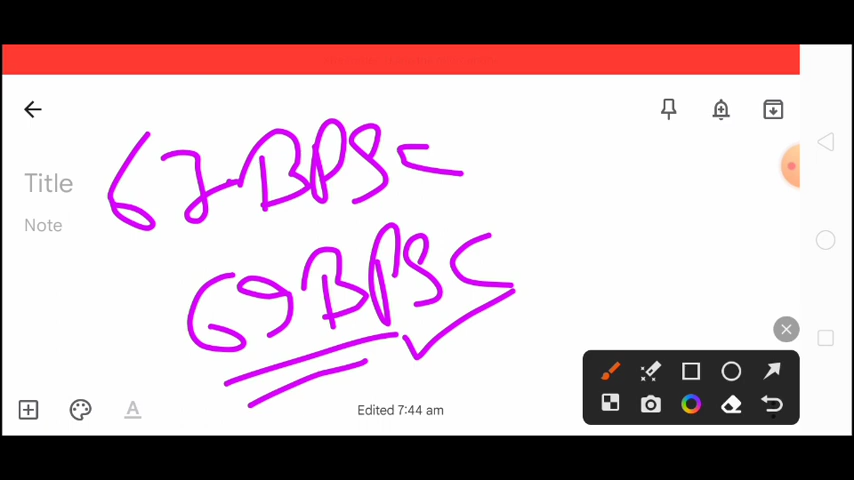 67-BPSC
Title
Note
69 BPSC
A
Edited 7:44 am